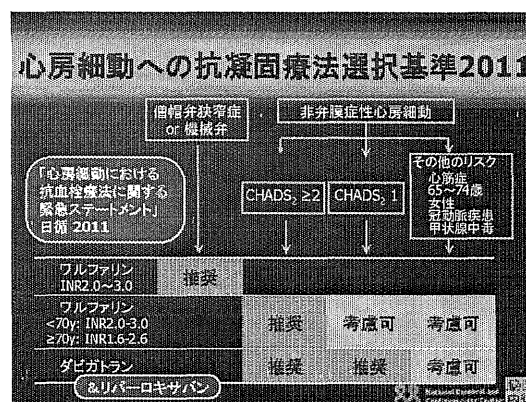 心房細動への抗凝固療法選択基準2011
僧帽弁狭窄症
or 機械弁
非弁膜症性心房細動
「心房細動における
抗血栓療法に関する
緊急ステートメント」
日循 2011
CHADS₂ ≥2
CHADS₂ 1
その他のリスク
心筋症
65~74歳
女性
冠動脈疾患
甲状腺中毒
ワルファリン
INR2.0~3.0
推奨
ワルファリン
<70y: INR2.0-3.0
≥70y: INR1.6-2.6
推奨 考慮可 考慮可
ダビガトラン
推奨 推奨 考慮可
&リバーロキサバン
National Cerebral and
Cardiovascular Center